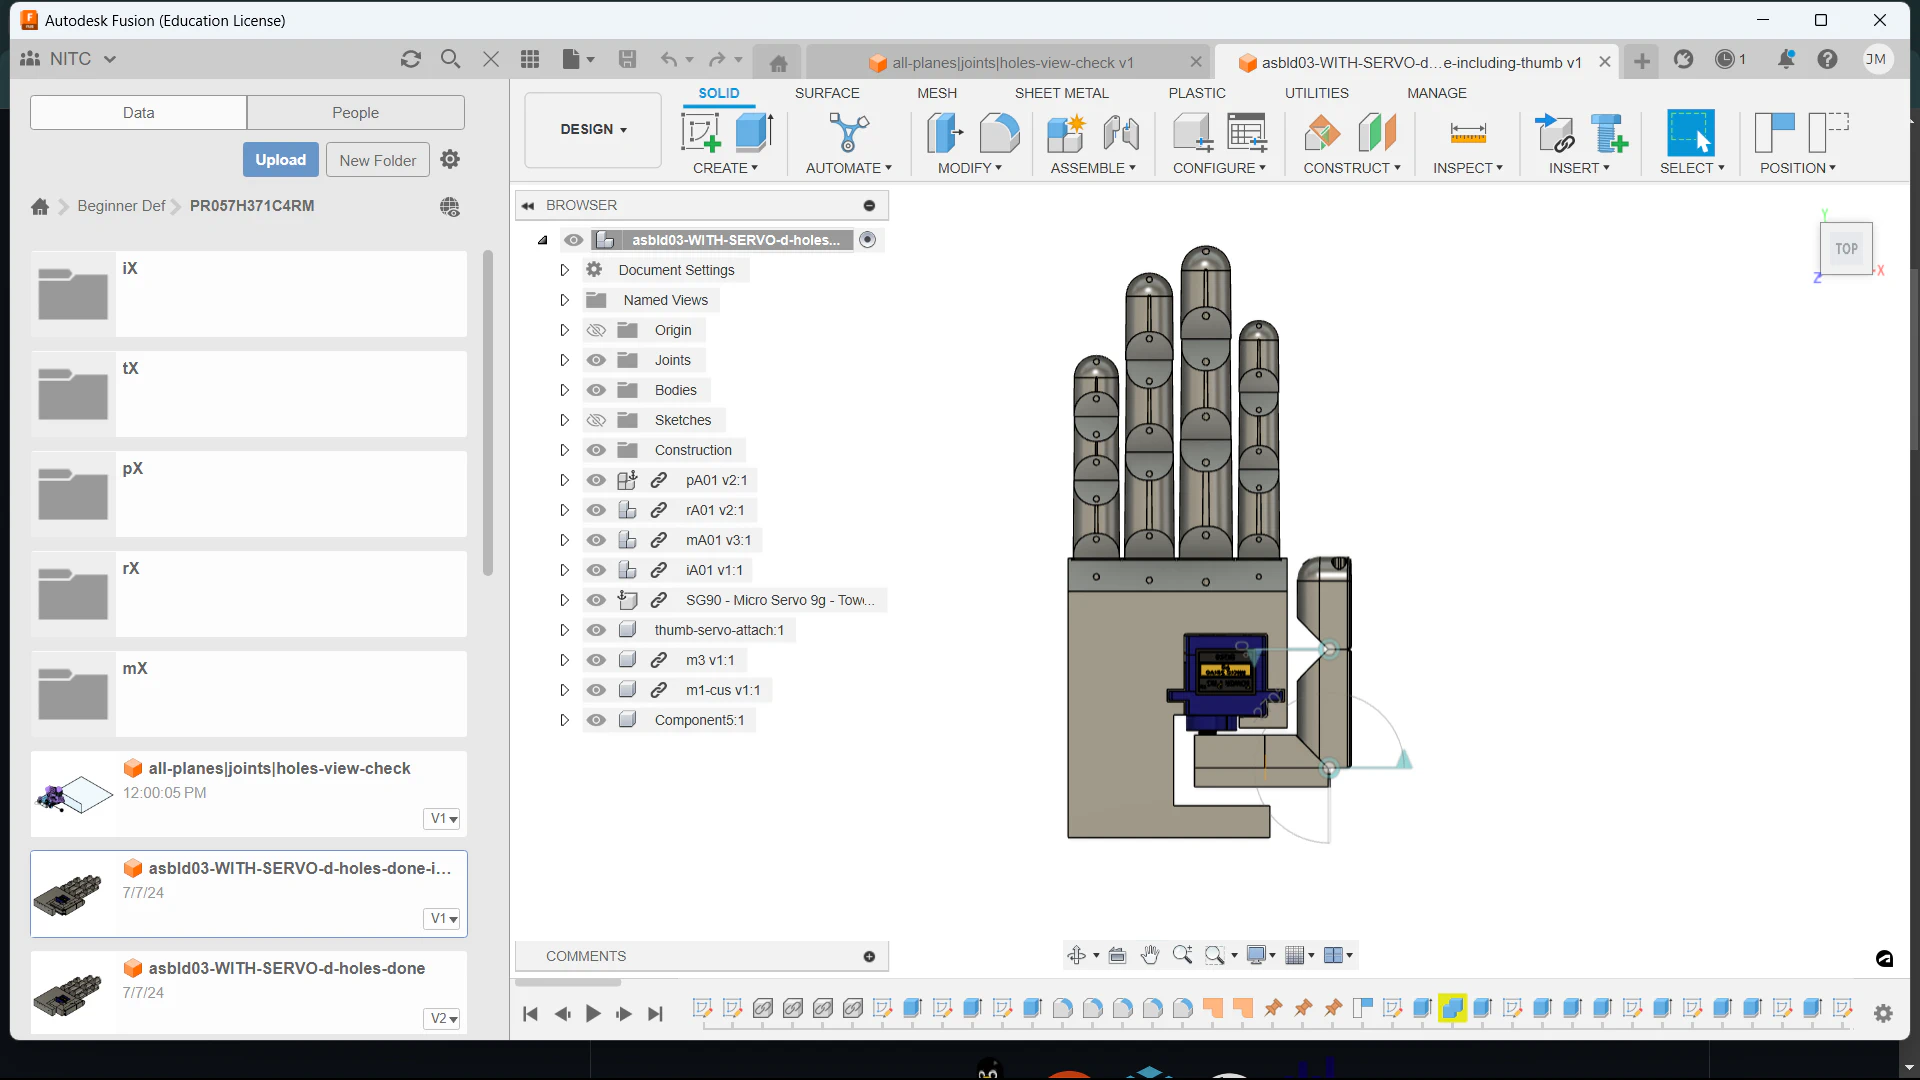 Autodesk Fusion (Education License)
NITC
all-planes|joints|holes-view-check v1
asbld03-WITH-SERVO-d...e-including-thumb v1
1
JM
Data
People
Upload
New Folder
Beginner Def
PR057H371C4RM
iX
tX
pX
rX
mX
all-planes|joints|holes-view-check
12:00:05 PM
V1
asbld03-WITH-SERVO-d-holes-done-i...
7/7/24
V1
asbld03-WITH-SERVO-d-holes-done
7/7/24
V2
DESIGN
SOLID
SURFACE
MESH
SHEET METAL
PLASTIC
UTILITIES
MANAGE
CREATE
AUTOMATE
MODIFY
ASSEMBLE
CONFIGURE
CONSTRUCT
INSPECT
INSERT
SELECT
POSITION
BROWSER
asbld03-WITH-SERVO-d-holes...
Document Settings
Named Views
Origin
Joints
Bodies
Sketches
Construction
pA01 v2:1
rA01 v2:1
mA01 v3:1
iA01 v1:1
SG90 - Micro Servo 9g - Tow...
thumb-servo-attach:1
m3 v1:1
m1-cus v1:1
Component5:1
Y
TOP
X
Z
COMMENTS